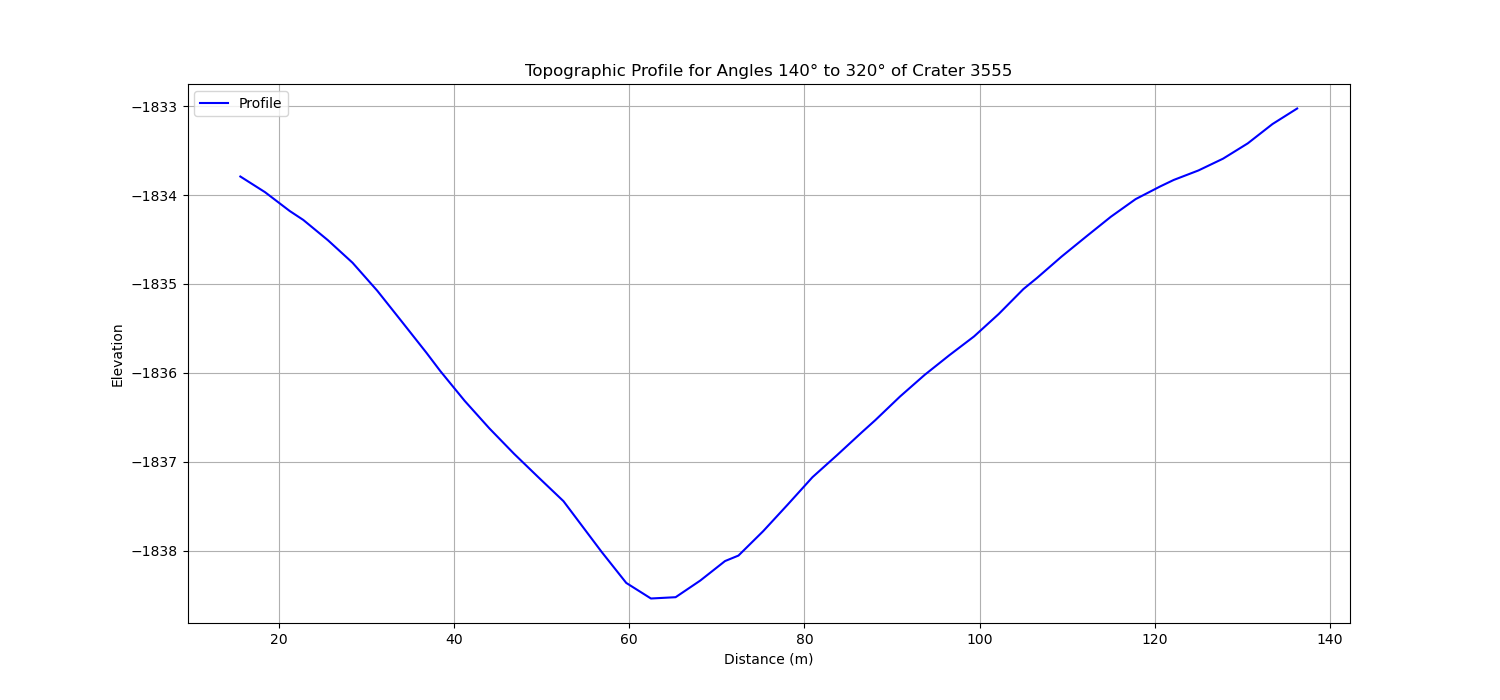 Topographic Profile for Angles 140° to 320° of Crater 3555
Profile
Elevation
−1833
−1834
−1835
−1836
−1837
−1838
20 40 60 80 100 120 140
Distance (m)